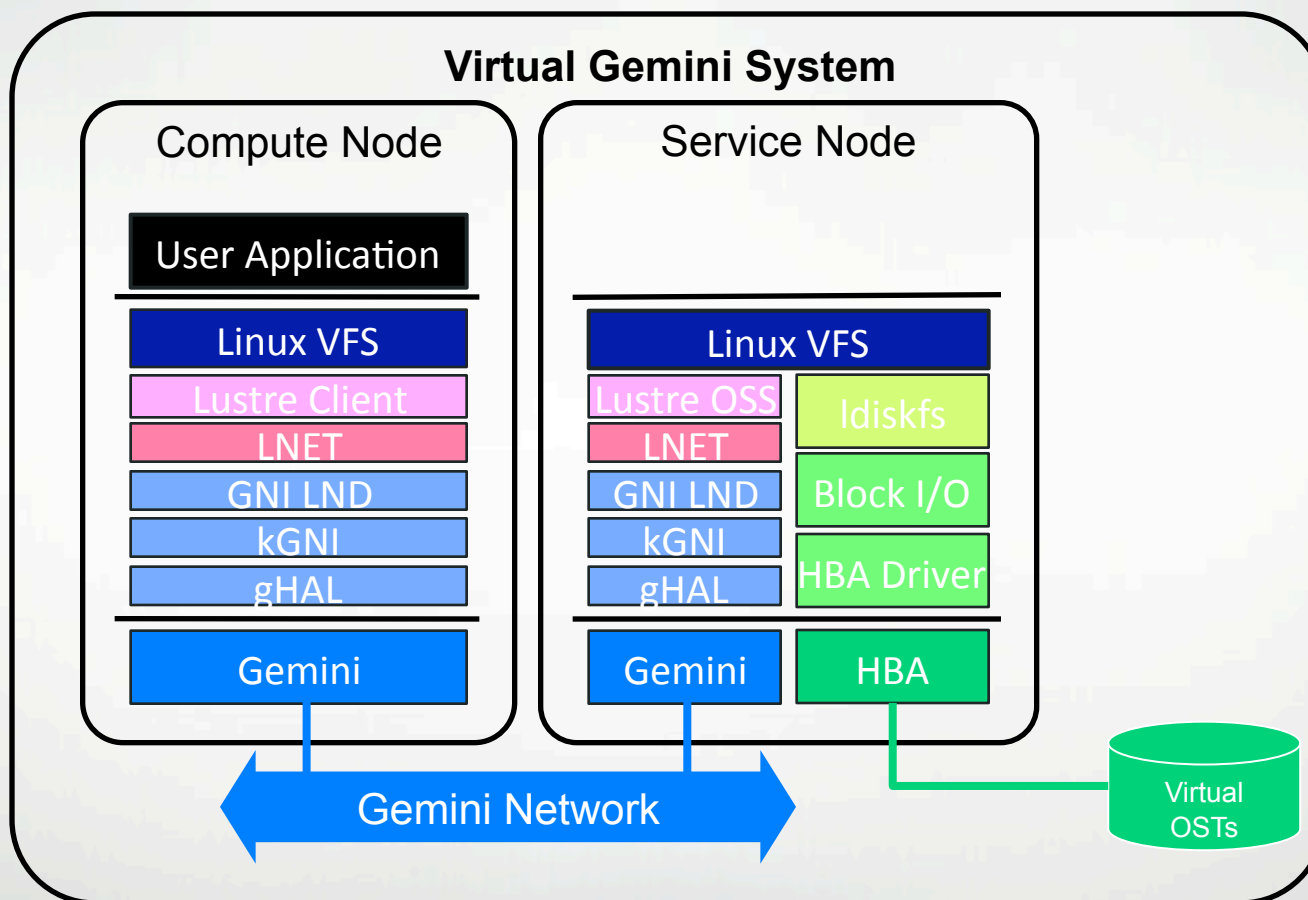 Virtual Gemini System
Compute Node
User Application
Linux VFS
Lustre Client
LNET
GNI LND
kGNI
gHAL
Gemini
Service Node
Linux VFS
Lustre OSS
LNET
GNI LND
kGNI
gHAL
Gemini
ldiskfs
Block I/O
HBA Driver
HBA
Gemini Network
Virtual
OSTs